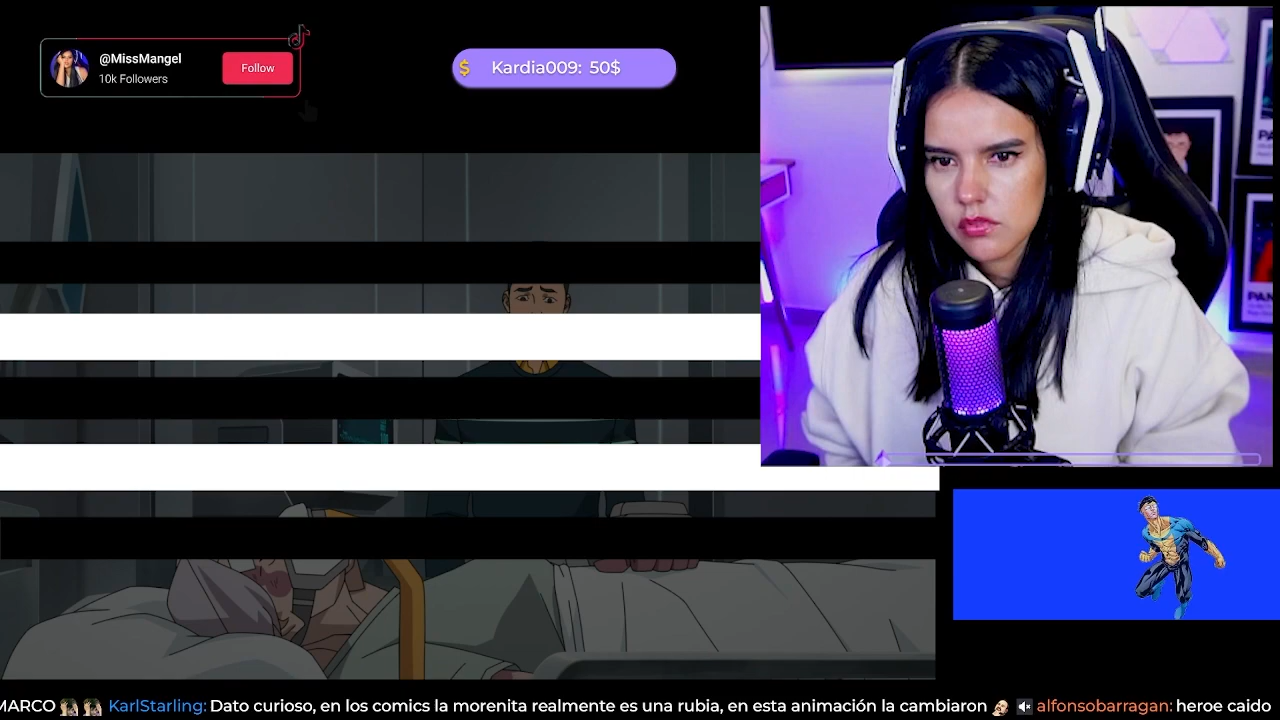 @MissMangel
10k Followers
Follow
$ Kardia009: 50$
PAN
MARCO KarlStarling: Dato curioso, en los comics la morenita realmente es una rubia, en esta animación la cambiaron alfonsobarragan: heroe caido